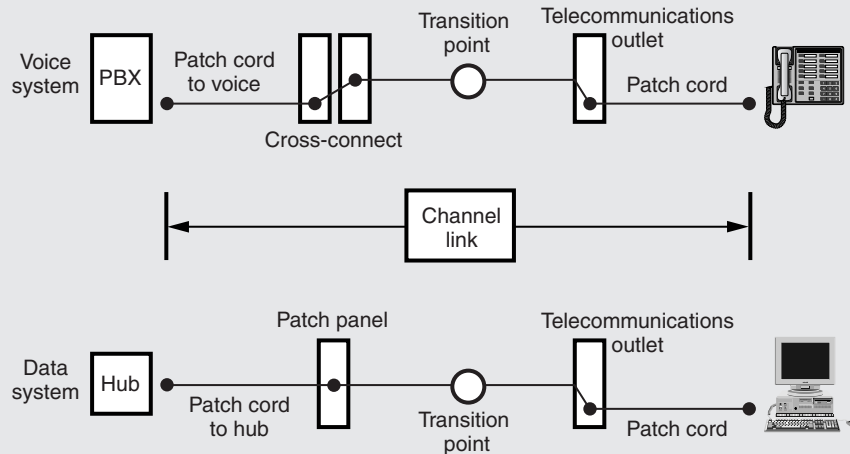 Voice
system
PBX
Patch cord
to voice
Cross-connect
Transition
point
Telecommunications
outlet
Patch cord
Channel
link
Data
system
Hub
Patch cord
to hub
Patch panel
Transition
point
Telecommunications
outlet
Patch cord